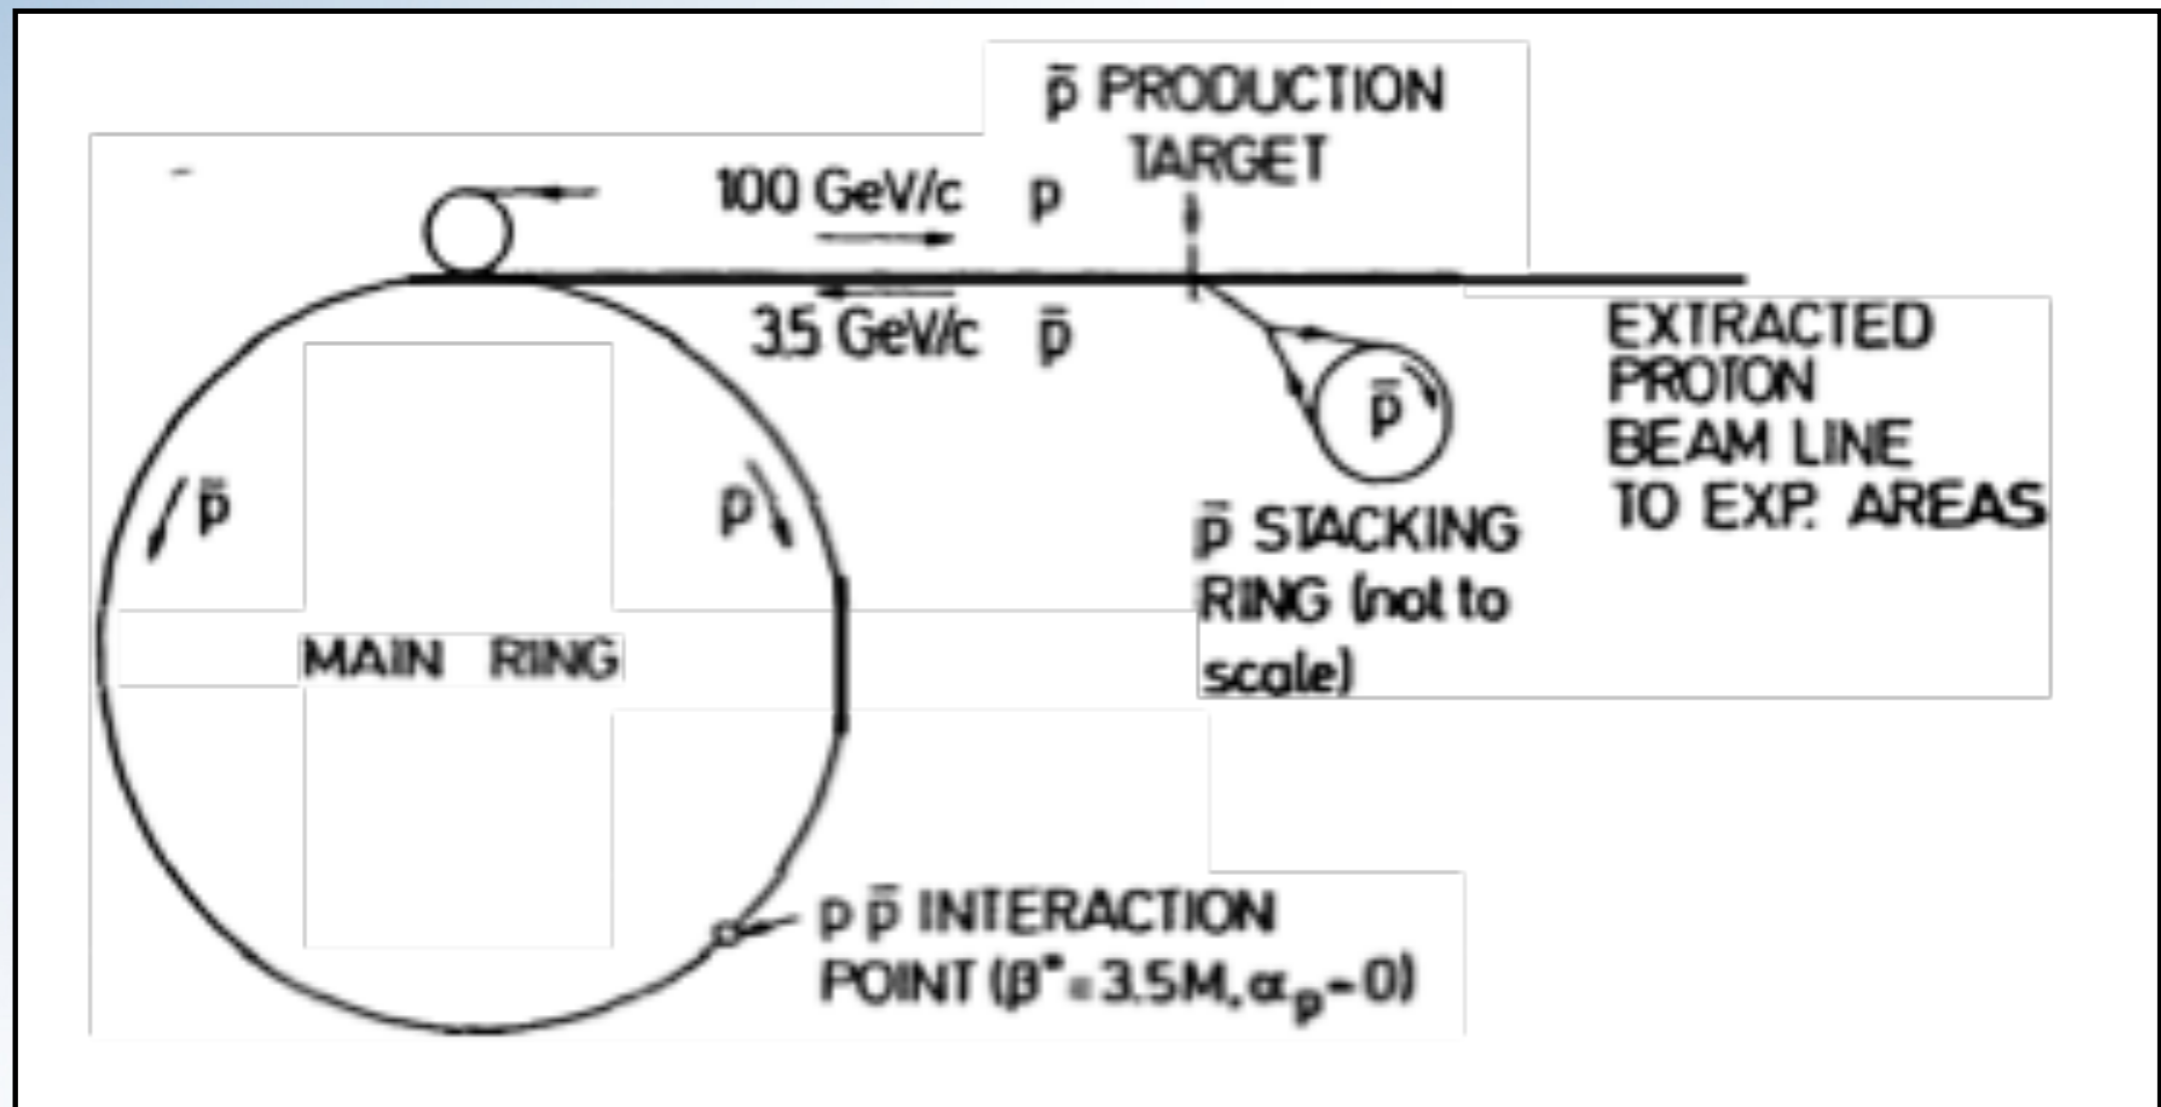 p̄ PRODUCTION
TARGET
100 GeV/c p
3.5 GeV/c p̄
EXTRACTED
PROTON
BEAM LINE
TO EXP. AREAS
p̄
p̄ STACKING
RING (not to
scale)
p̄
p
MAIN RING
p p̄ INTERACTION
POINT (β* = 3.5M, αp ~ 0)